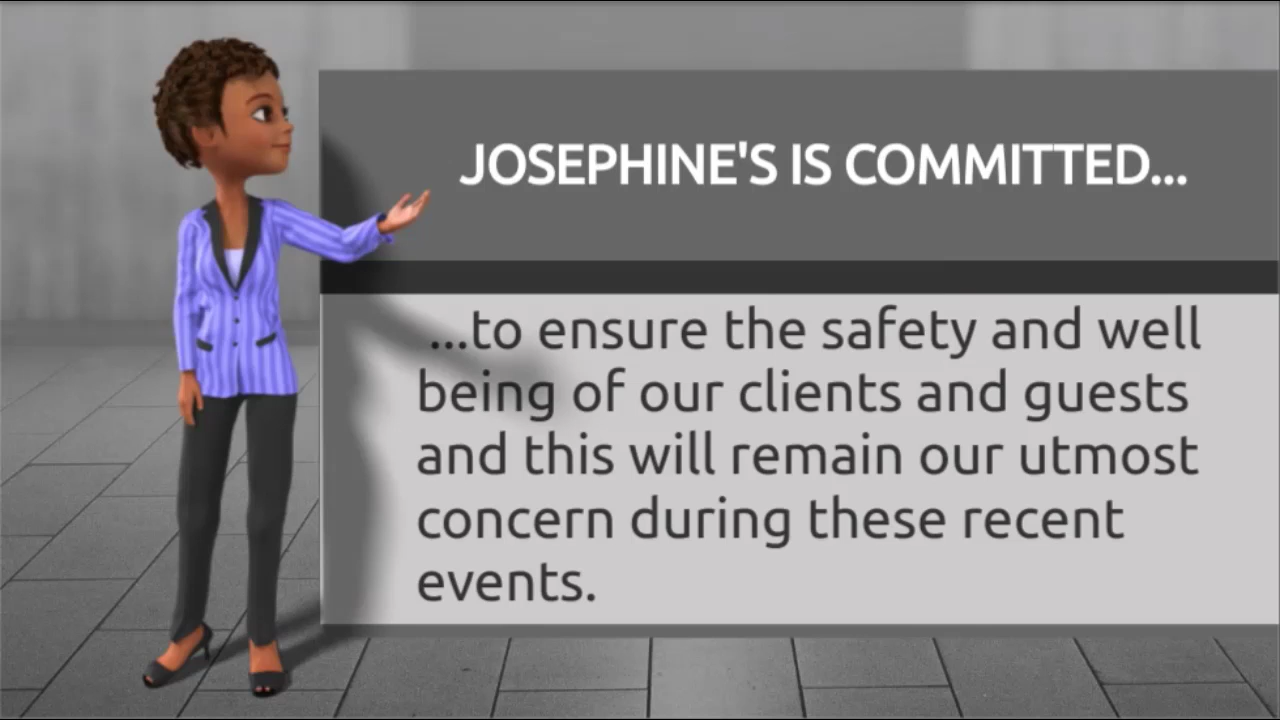 JOSEPHINE'S IS COMMITTED...
...to ensure the safety and well
being of our clients and guests
and this will remain our utmost
concern during these recent
events.